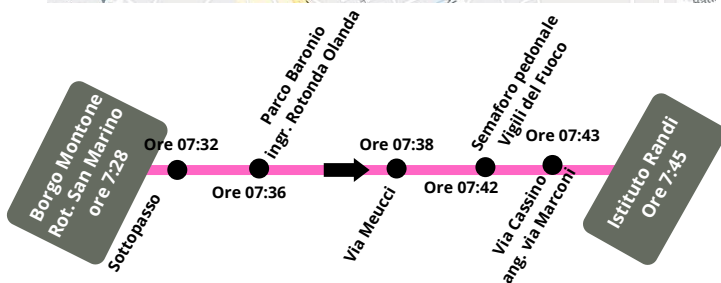 Borgo Montone
Rot. San Marino
ore 7:28
Ore 07:32
Sottopasso
Parco Baronio
ingr. Rotonda Olanda
Ore 07:36
Ore 07:38
Via Meucci
Semaforo pedonale
Vigili del Fuoco
Ore 07:42
Ore 07:43
Via Cassino
ang. via Marconi
Istituto Randi
Ore 7:45